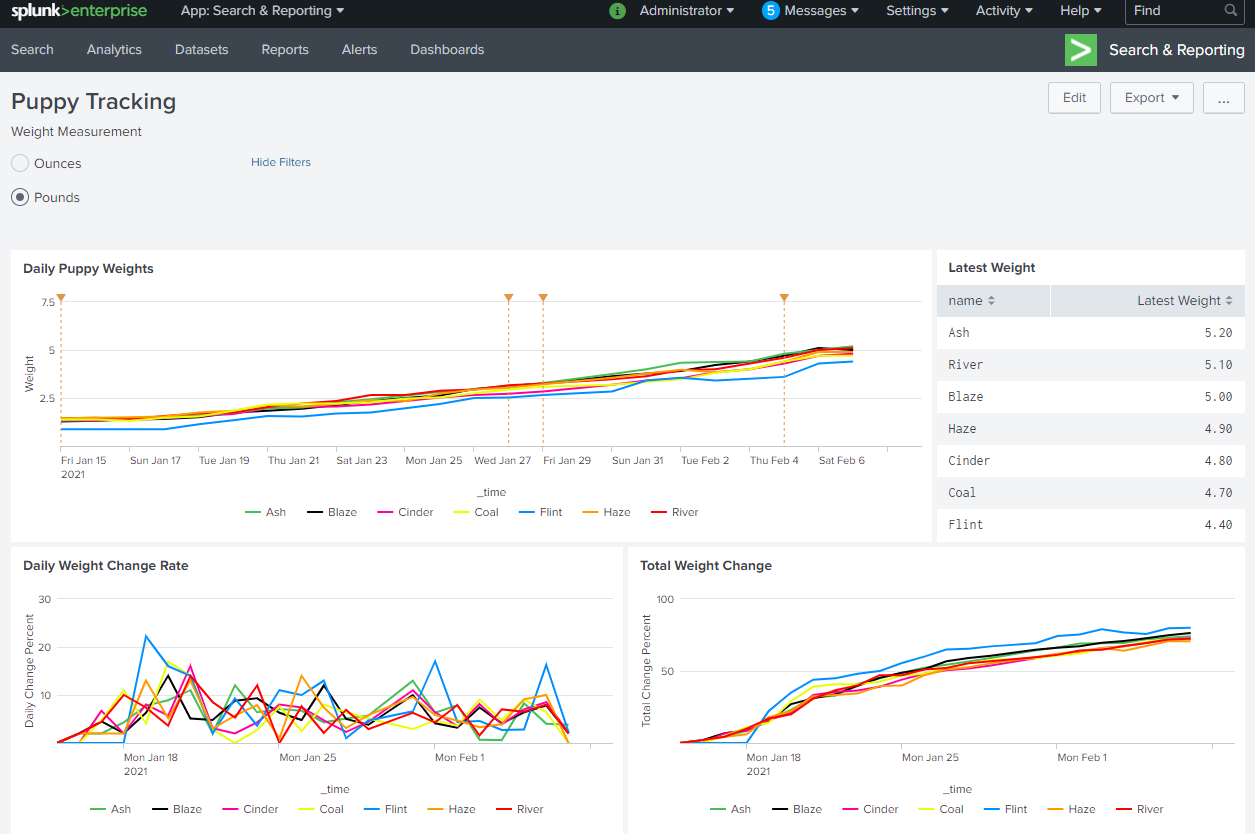 splunk>enterprise App: Search & Reporting i Administrator 5 Messages Settings Activity Help Find
Search Analytics Datasets Reports Alerts Dashboards > Search & Reporting
Puppy Tracking Edit Export ...
Weight Measurement
Ounces Hide Filters
Pounds
Daily Puppy Weights
7.5
5
2.5
Weight
Fri Jan 15 Sun Jan 17 Tue Jan 19 Thu Jan 21 Sat Jan 23 Mon Jan 25 Wed Jan 27 Fri Jan 29 Sun Jan 31 Tue Feb 2 Thu Feb 4 Sat Feb 6
2021
_time
Ash Blaze Cinder Coal Flint Haze River
Latest Weight
name Latest Weight
Ash 5.20
River 5.10
Blaze 5.00
Haze 4.90
Cinder 4.80
Coal 4.70
Flint 4.40
Daily Weight Change Rate
30
20
10
Daily Change Percent
Mon Jan 18 Mon Jan 25 Mon Feb 1
2021
_time
Ash Blaze Cinder Coal Flint Haze River
Total Weight Change
100
50
Total Change Percent
Mon Jan 18 Mon Jan 25 Mon Feb 1
2021
_time
Ash Blaze Cinder Coal Flint Haze River